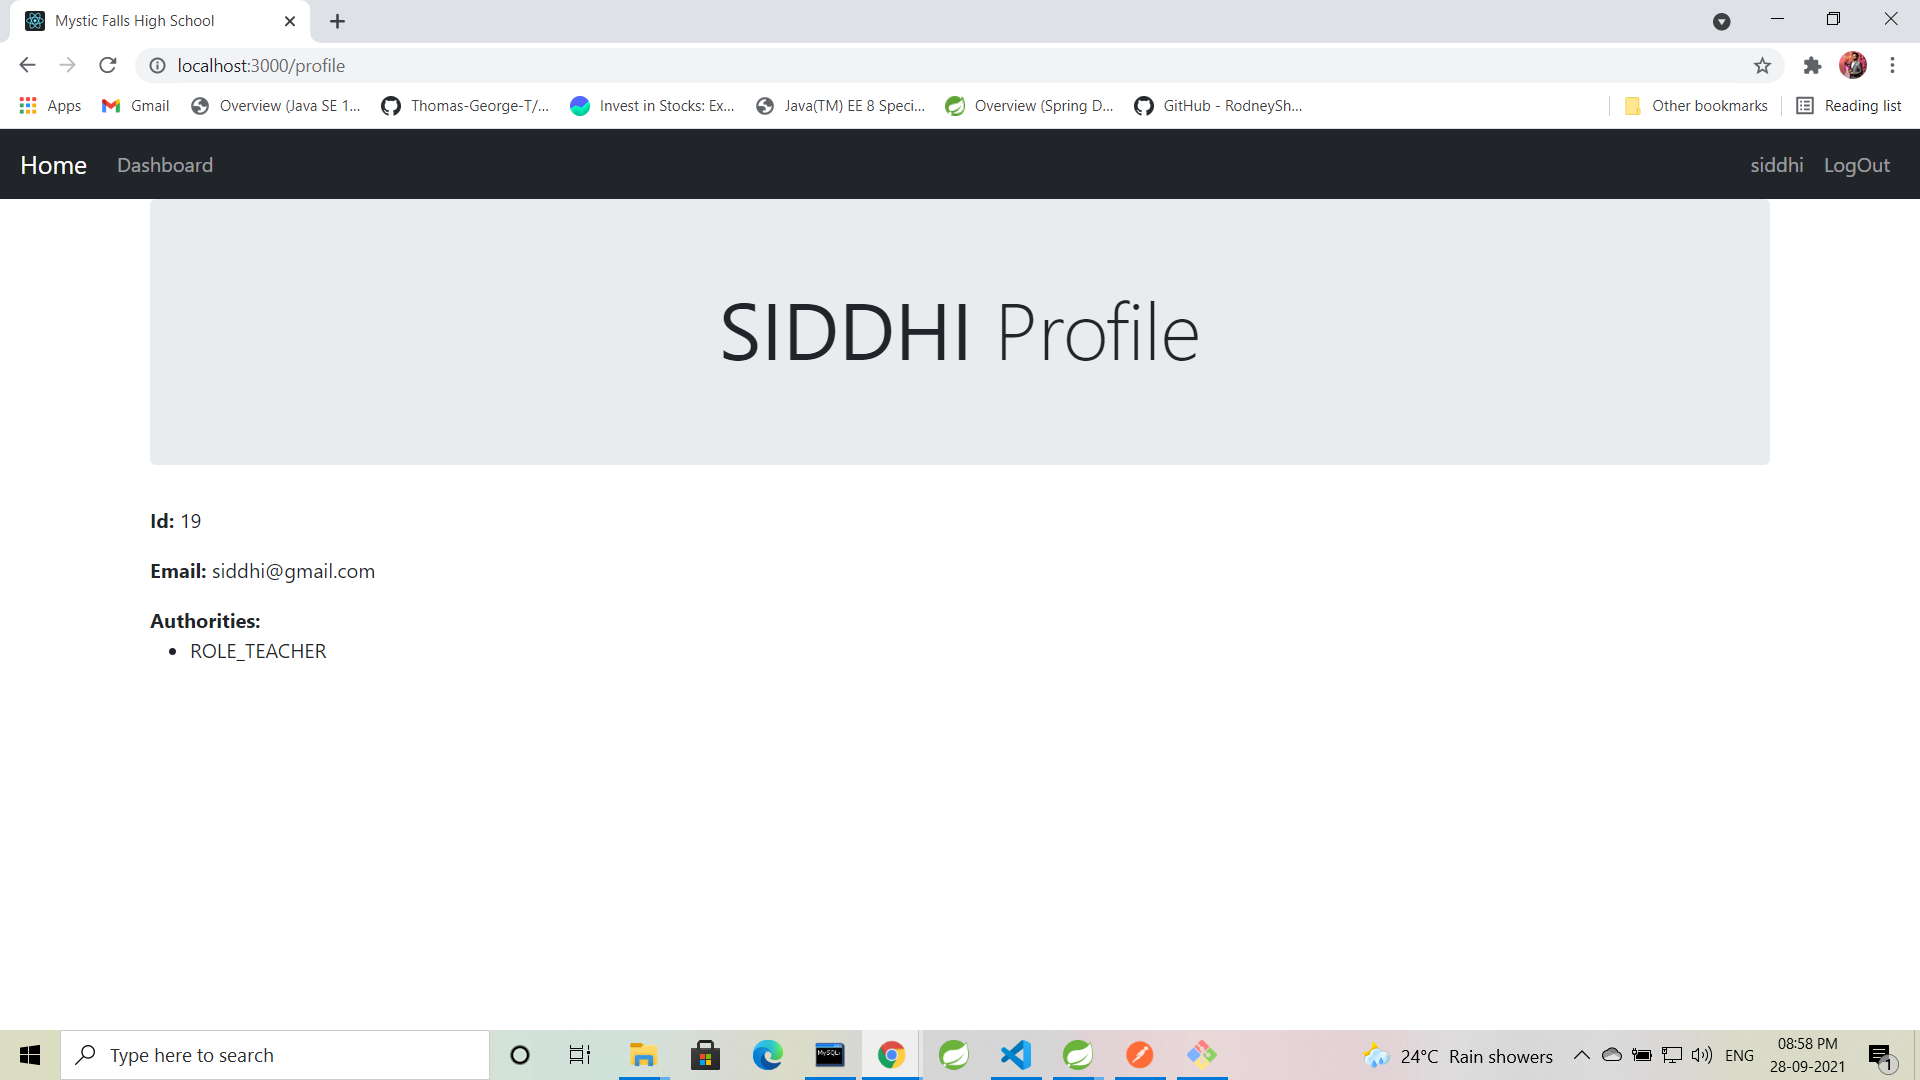 Mystic Falls High School
localhost:3000/profile
Apps Gmail Overview (Java SE 1... Thomas-George-T/... Invest in Stocks: Ex... Java(TM) EE 8 Speci... Overview (Spring D... GitHub - RodneySh... Other bookmarks Reading list
Home Dashboard siddhi LogOut
SIDDHI Profile
Id: 19
Email: siddhi@gmail.com
Authorities:
• ROLE_TEACHER
Type here to search
MySQL
24°C Rain showers
ENG
08:58 PM
28-09-2021
1